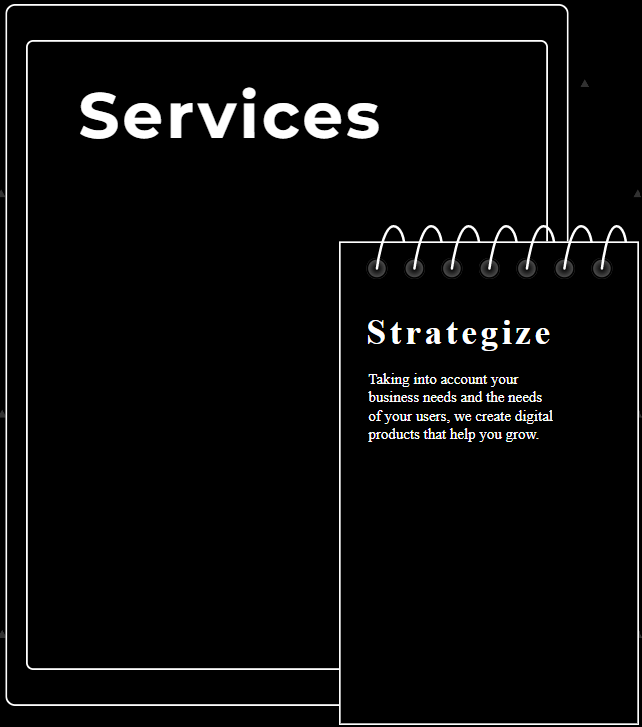 Services
Strategize
Taking into account your
business needs and the needs
of your users, we create digital
products that help you grow.